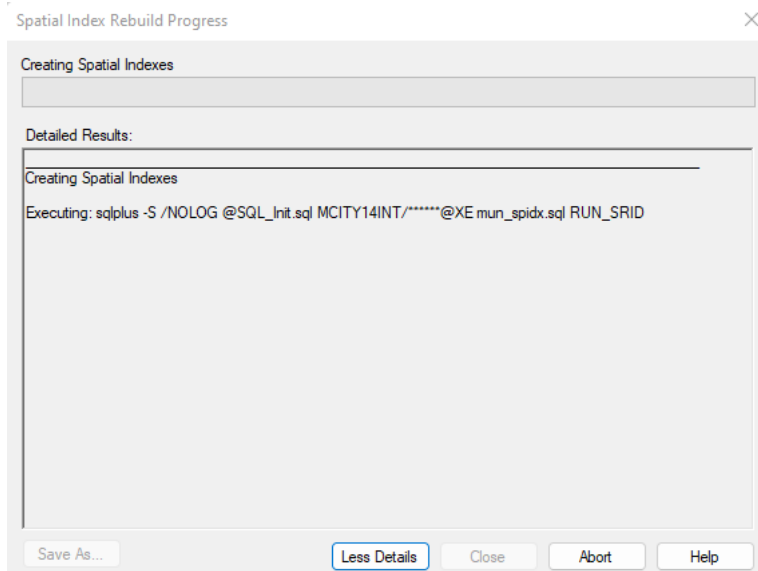 Spatial Index Rebuild Progress
Creating Spatial Indexes
Detailed Results:
Creating Spatial Indexes
Executing: sqlplus -S /NOLOG @SQL_Init.sql MCITY14INT/******@XE mun_spidx.sql RUN_SRID
Save As... Less Details Close Abort Help